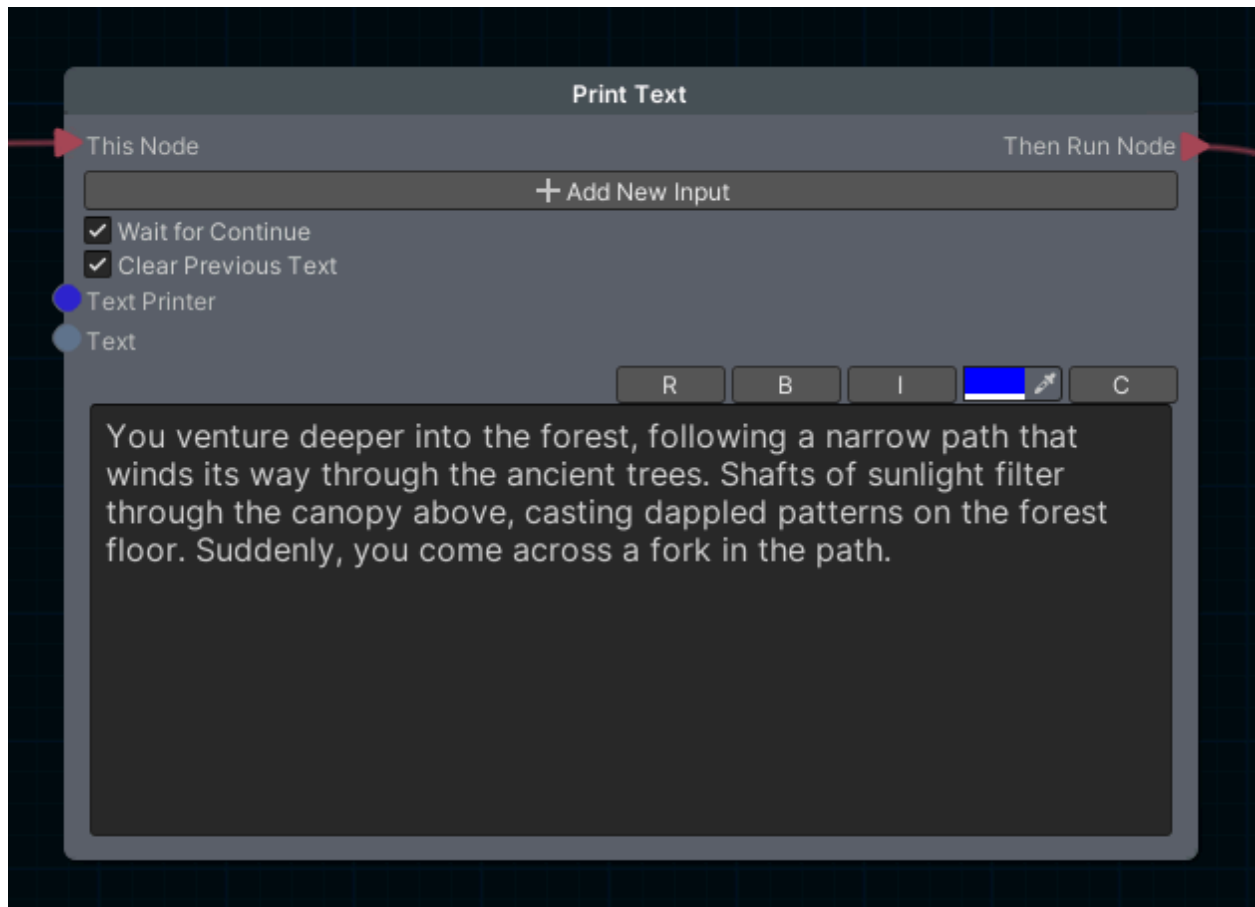 Print Text
This Node
Then Run Node
+ Add New Input
Wait for Continue
Clear Previous Text
Text Printer
Text
R B I C
You venture deeper into the forest, following a narrow path that
winds its way through the ancient trees. Shafts of sunlight filter
through the canopy above, casting dappled patterns on the forest
floor. Suddenly, you come across a fork in the path.